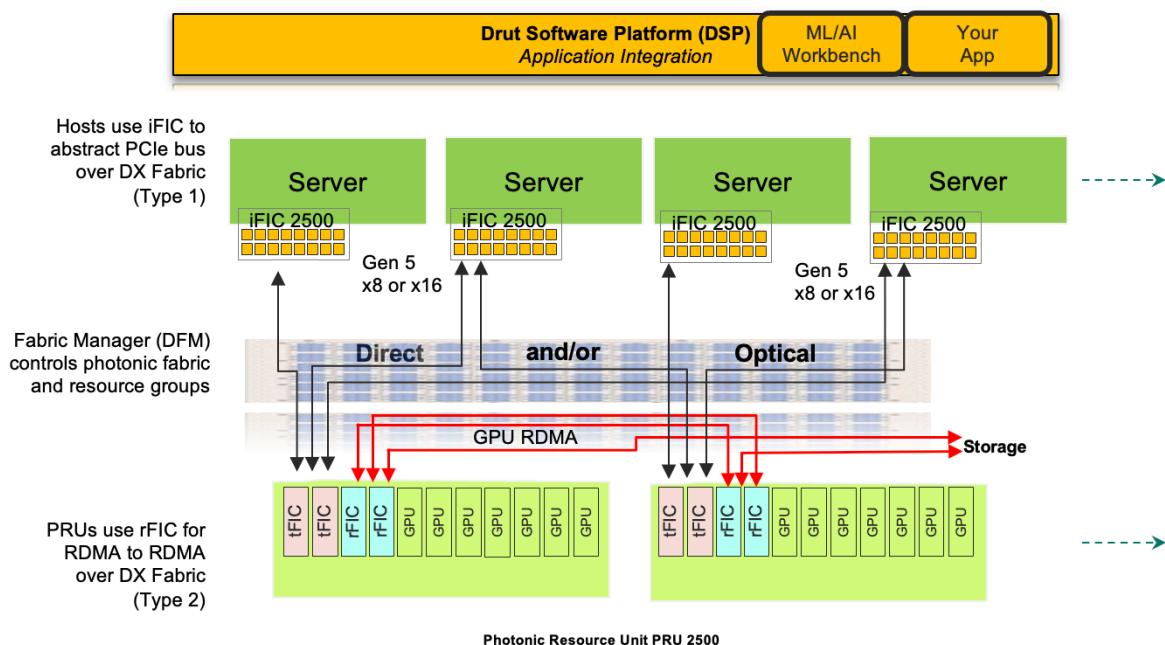 Drut Software Platform (DSP)
Application Integration
ML/AI
Workbench
Your
App
Hosts use iFIC to
abstract PCIe bus
over DX Fabric
(Type 1)
Server
Server
Server
Server
iFIC 2500
iFIC 2500
iFIC 2500
iFIC 2500
Gen 5
x8 or x16
Gen 5
x8 or x16
Fabric Manager (DFM)
controls photonic fabric
and resource groups
Direct
and/or
Optical
GPU RDMA
Storage
PRUs use rFIC for
RDMA to RDMA
over DX Fabric
(Type 2)
tFIC
tFIC
rFIC
rFIC
GPU
GPU
GPU
GPU
GPU
GPU
GPU
tFIC
tFIC
rFIC
rFIC
GPU
GPU
GPU
GPU
GPU
GPU
GPU
Photonic Resource Unit PRU 2500